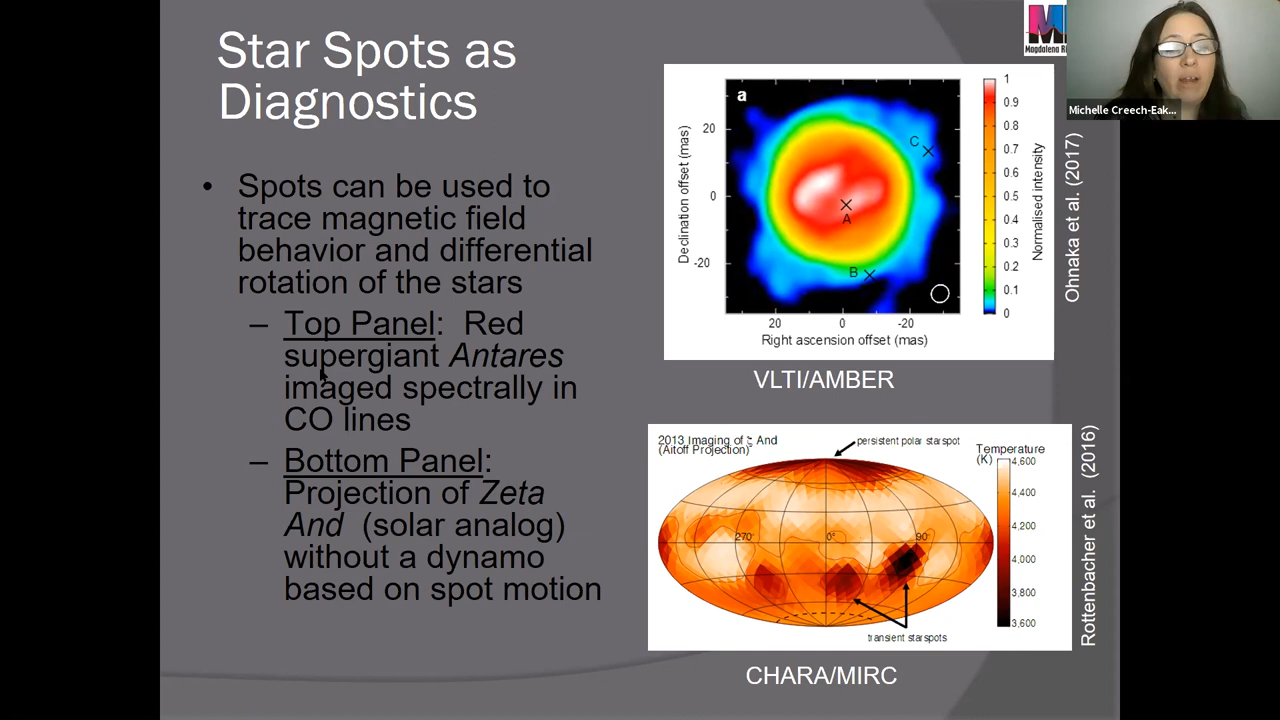 Star Spots as
Diagnostics
• Spots can be used to
trace magnetic field
behavior and differential
rotation of the stars
– Top Panel: Red
supergiant Antares
imaged spectrally in
CO lines
– Bottom Panel:
Projection of Zeta
And (solar analog)
without a dynamo
based on spot motion
a
C
A
B
20
0
-20
Declination offset (mas)
20
0
-20
Right ascension offset (mas)
1
0.9
0.8
0.7
0.6
0.5
0.4
0.3
0.2
0.1
0
Normalised intensity
Ohnaka et al. (2017)
VLTI/AMBER
2013 Imaging of ζ And
(Aitoff Projection)
persistent polar starspot
Temperature
(K)
4,600
4,400
4,200
4,000
3,800
3,600
270°
0°
90°
transient starspots
Rottenbacher et al. (2016)
CHARA/MIRC
Michelle Creech-Eak...